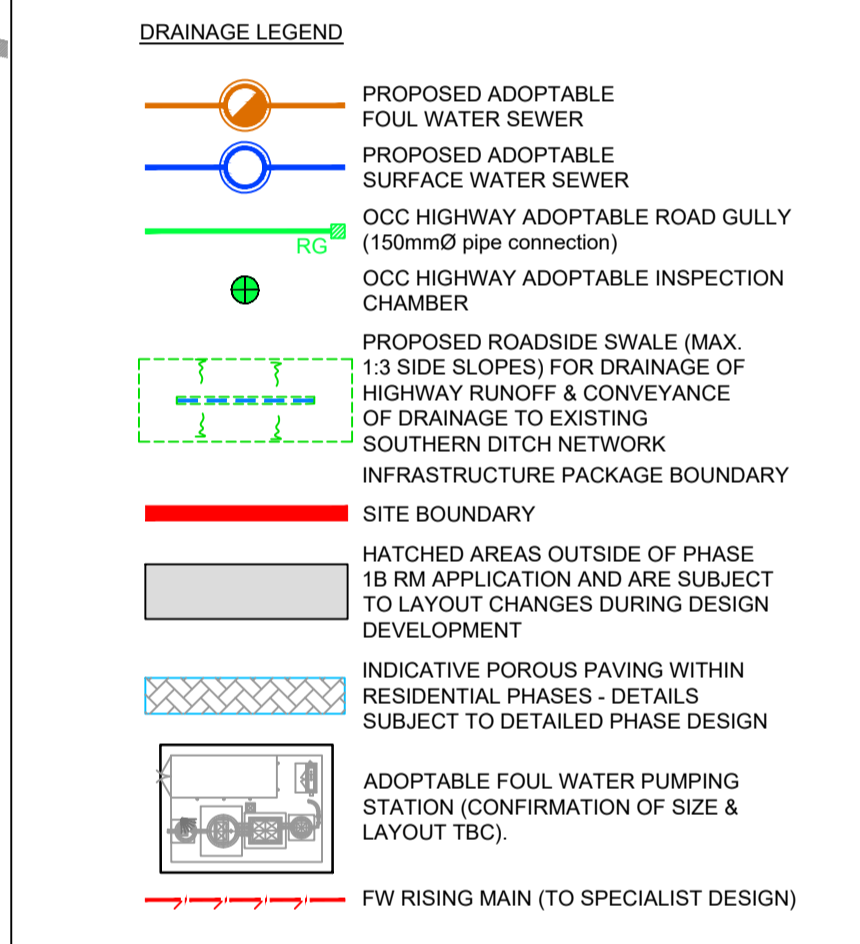 DRAINAGE LEGEND
PROPOSED ADOPTABLE
FOUL WATER SEWER
PROPOSED ADOPTABLE
SURFACE WATER SEWER
OCC HIGHWAY ADOPTABLE ROAD GULLY
(150mmØ pipe connection)
RG
OCC HIGHWAY ADOPTABLE INSPECTION
CHAMBER
PROPOSED ROADSIDE SWALE (MAX.
1:3 SIDE SLOPES) FOR DRAINAGE OF
HIGHWAY RUNOFF & CONVEYANCE
OF DRAINAGE TO EXISTING
SOUTHERN DITCH NETWORK
INFRASTRUCTURE PACKAGE BOUNDARY
SITE BOUNDARY
HATCHED AREAS OUTSIDE OF PHASE
1B RM APPLICATION AND ARE SUBJECT
TO LAYOUT CHANGES DURING DESIGN
DEVELOPMENT
INDICATIVE POROUS PAVING WITHIN
RESIDENTIAL PHASES - DETAILS
SUBJECT TO DETAILED PHASE DESIGN
ADOPTABLE FOUL WATER PUMPING
STATION (CONFIRMATION OF SIZE &
LAYOUT TBC).
FW RISING MAIN (TO SPECIALIST DESIGN)